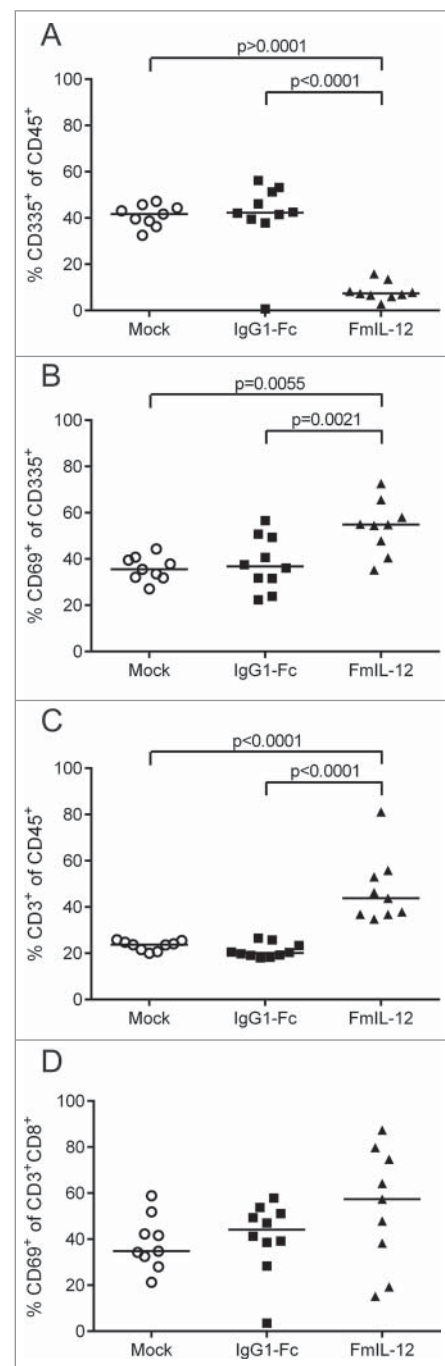 A
p>0.0001
p<0.0001
% CD335⁺ of CD45⁺
100
80
60
40
20
0
Mock IgG1-Fc FmIL-12
B
p=0.0055
p=0.0021
% CD69⁺ of CD335⁺
100
80
60
40
20
0
Mock IgG1-Fc FmIL-12
C
p<0.0001
p<0.0001
% CD3⁺ of CD45⁺
100
80
60
40
20
0
Mock IgG1-Fc FmIL-12
D
% CD69⁺ of CD3⁺CD8⁺
100
80
60
40
20
0
Mock IgG1-Fc FmIL-12